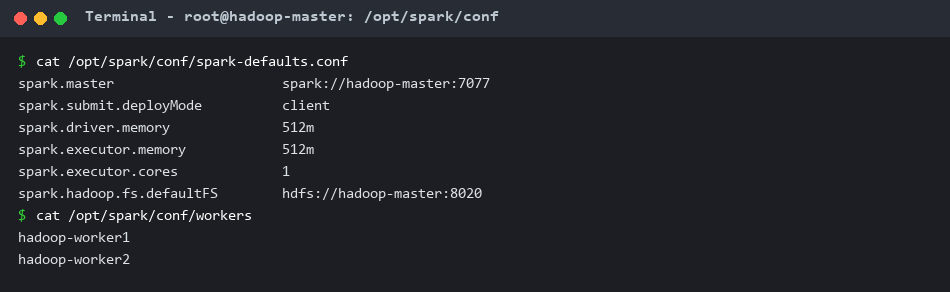 Terminal - root@hadoop-master: /opt/spark/conf
$ cat /opt/spark/conf/spark-defaults.conf
spark.master spark://hadoop-master:7077
spark.submit.deployMode client
spark.driver.memory 512m
spark.executor.memory 512m
spark.executor.cores 1
spark.hadoop.fs.defaultFS hdfs://hadoop-master:8020
$ cat /opt/spark/conf/workers
hadoop-worker1
hadoop-worker2